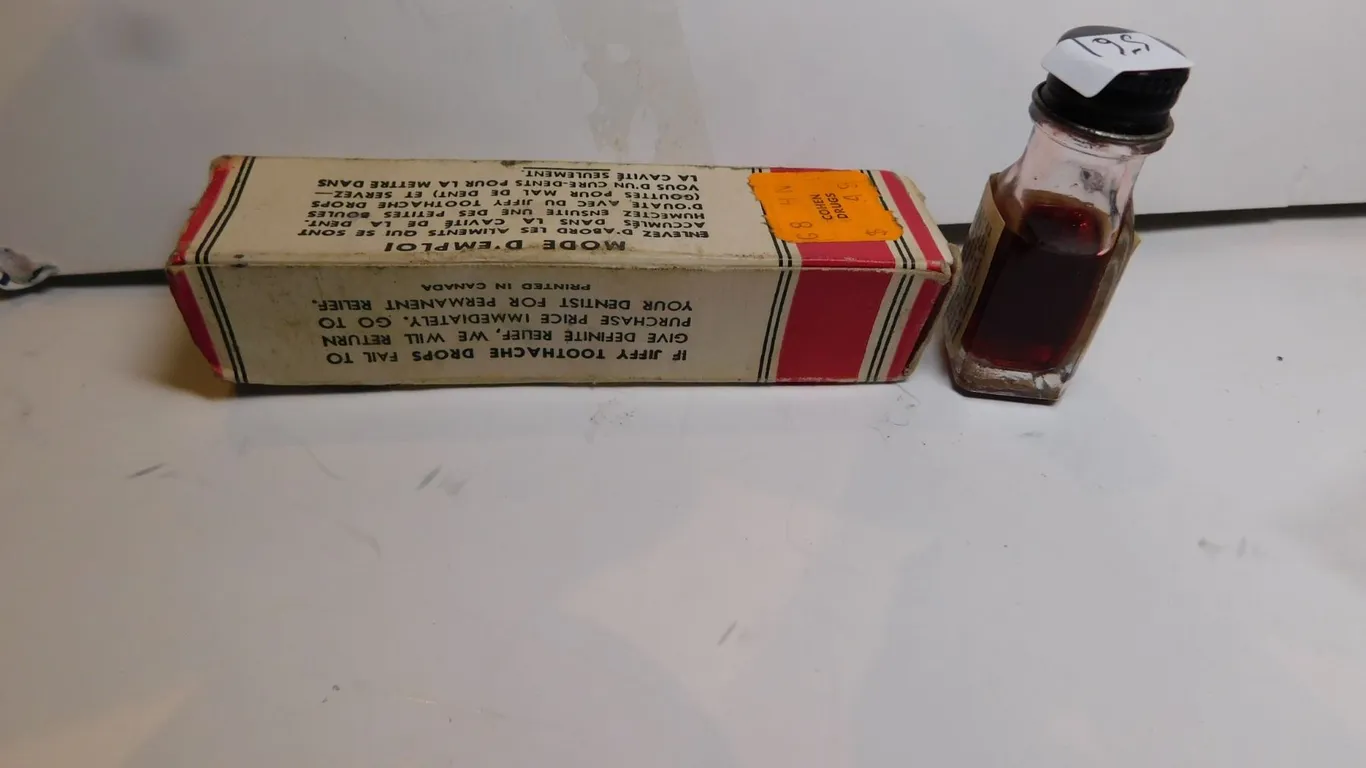 MODE D'EMPLOI
ENLEVEZ D'ABORD LES ALIMENTS QUI SE SONT
ACCUMLÉS DANS LA CAVITÉ DE LA DENT.
HUMECTEZ ENSUITE UNE DES PETITES BOULES
D'OUATE AVEC DU JIFFY TOOTHACHE DROPS
(GOUTTES POUR MAL DE DENT) ET SERVEZ—
VOUS D'UN CURE-DENTS POUR LA METTRE DANS
LA CAVITÉ SEULEMENT.
IF JIFFY TOOTHACHE DROPS FAIL TO
GIVE DEFINITE RELIEF, WE WILL RETURN
PURCHASE PRICE IMMEDIATELY. GO TO
YOUR DENTIST FOR PERMANENT RELIEF.
PRINTED IN CANADA
COHEN
DRUGS